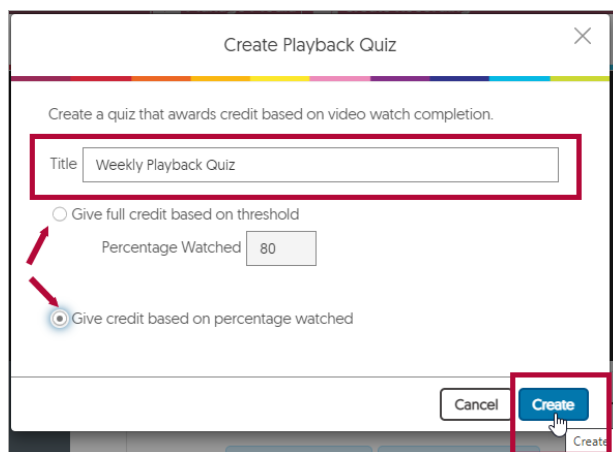 Create Playback Quiz
Create a quiz that awards credit based on video watch completion.
Title Weekly Playback Quiz
Give full credit based on threshold
Percentage Watched 80
Give credit based on percentage watched
Cancel Create
Create